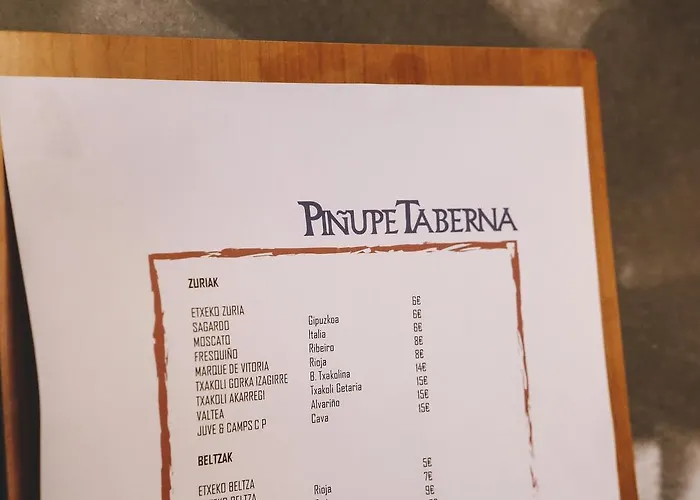 PIÑUPE TABERNA
ZURIAK
ETXEKO ZURIA 6€
SAGARDO Gipuzkoa 6€
MOSCATO Italia 6€
FRESQUIÑO Ribeiro 8€
MARQUE DE VITORIA Rioja 8€
TXAKOLI GORKA IZAGIRRE B. Txakolina 14€
TXAKOLI AKARREGI Txakoli Getaria 15€
VALTEA Alvariño 15€
JUVE & CAMPS C P Cava 15€
BELTZAK
ETXEKO BELTZA 5€
ETXEKO BELTZA Rioja 7€
9€